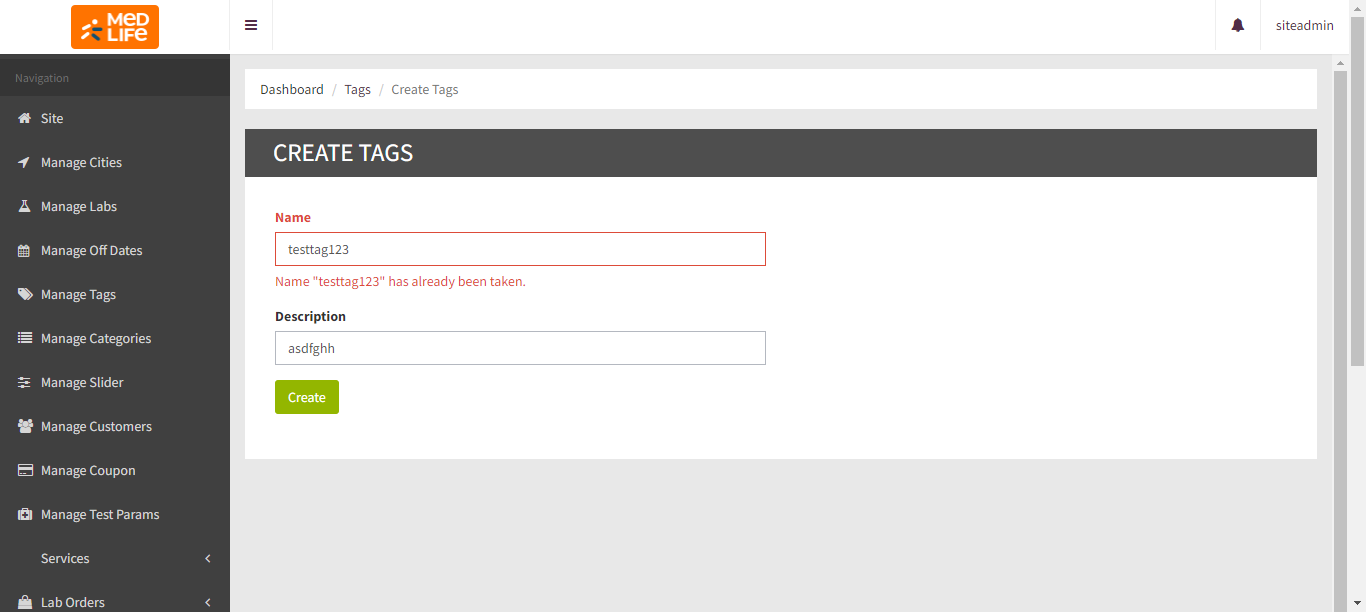 MeD
LiFe
siteadmin
Navigation
Site
Manage Cities
Manage Labs
Manage Off Dates
Manage Tags
Manage Categories
Manage Slider
Manage Customers
Manage Coupon
Manage Test Params
Services
Lab Orders
Dashboard / Tags / Create Tags
CREATE TAGS
Name
testtag123
Name "testtag123" has already been taken.
Description
asdfghh
Create